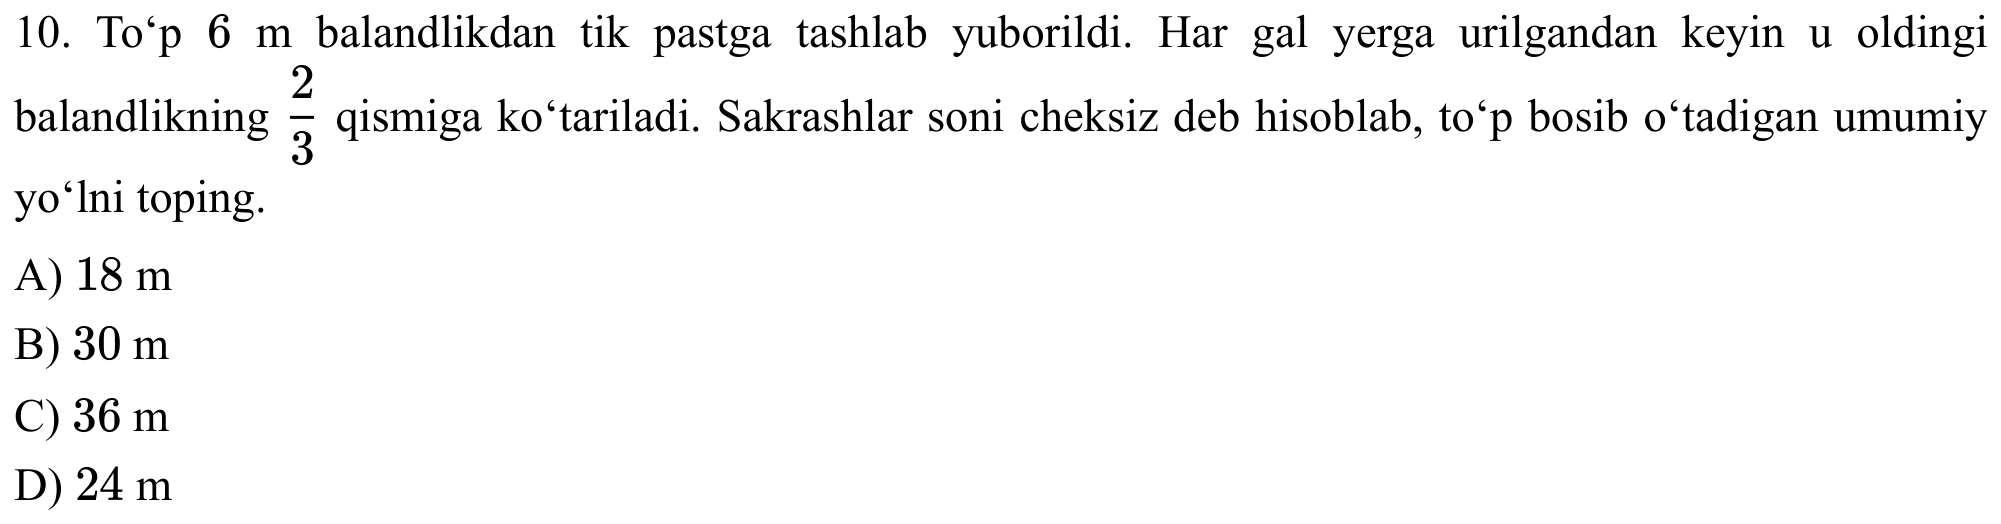 10. To‘p 6 m balandlikdan tik pastga tashlab yuborildi. Har gal yerga urilgandan keyin u oldingi
balandlikning 2/3 qismiga ko‘tariladi. Sakrashlar soni cheksiz deb hisoblab, to‘p bosib o‘tadigan umumiy
yo‘lni toping.
A) 18 m
B) 30 m
C) 36 m
D) 24 m